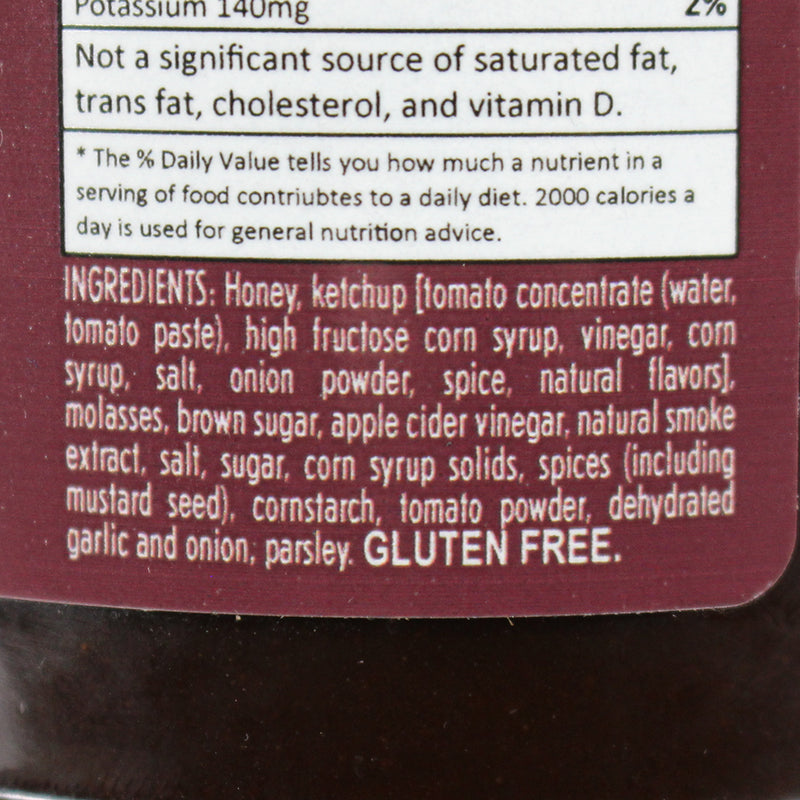 Potassium 140mg 2%
Not a significant source of saturated fat,
trans fat, cholesterol, and vitamin D.
* The % Daily Value tells you how much a nutrient in a
serving of food contriubtes to a daily diet. 2000 calories a
day is used for general nutrition advice.
INGREDIENTS: Honey, ketchup [tomato concentrate (water,
tomato paste), high fructose corn syrup, vinegar, corn
syrup, salt, onion powder, spice, natural flavors],
molasses, brown sugar, apple cider vinegar, natural smoke
extract, salt, sugar, corn syrup solids, spices (including
mustard seed), cornstarch, tomato powder, dehydrated
garlic and onion, parsley. GLUTEN FREE.